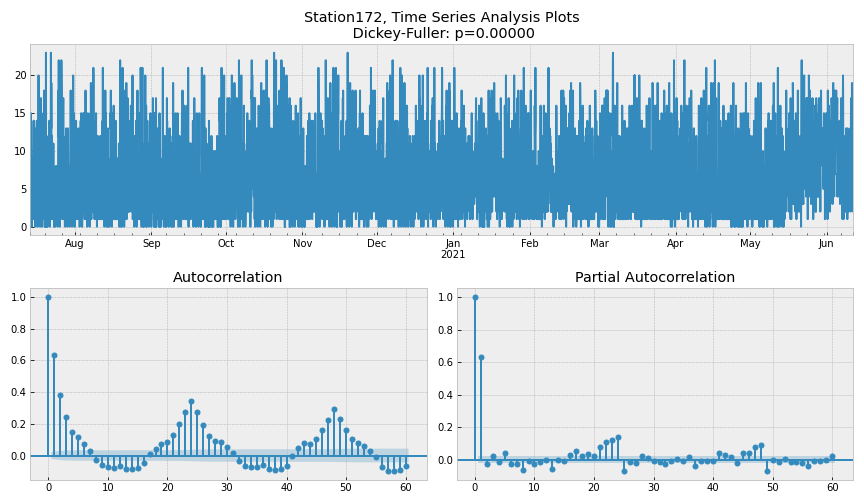 Station172, Time Series Analysis Plots
Dickey-Fuller: p=0.00000
20
15
10
5
0
Aug Sep Oct Nov Dec Jan Feb Mar Apr May Jun
2021
Autocorrelation Partial Autocorrelation
1.0 1.0
0.8 0.8
0.6 0.6
0.4 0.4
0.2 0.2
0.0 0.0
0 10 20 30 40 50 60 0 10 20 30 40 50 60